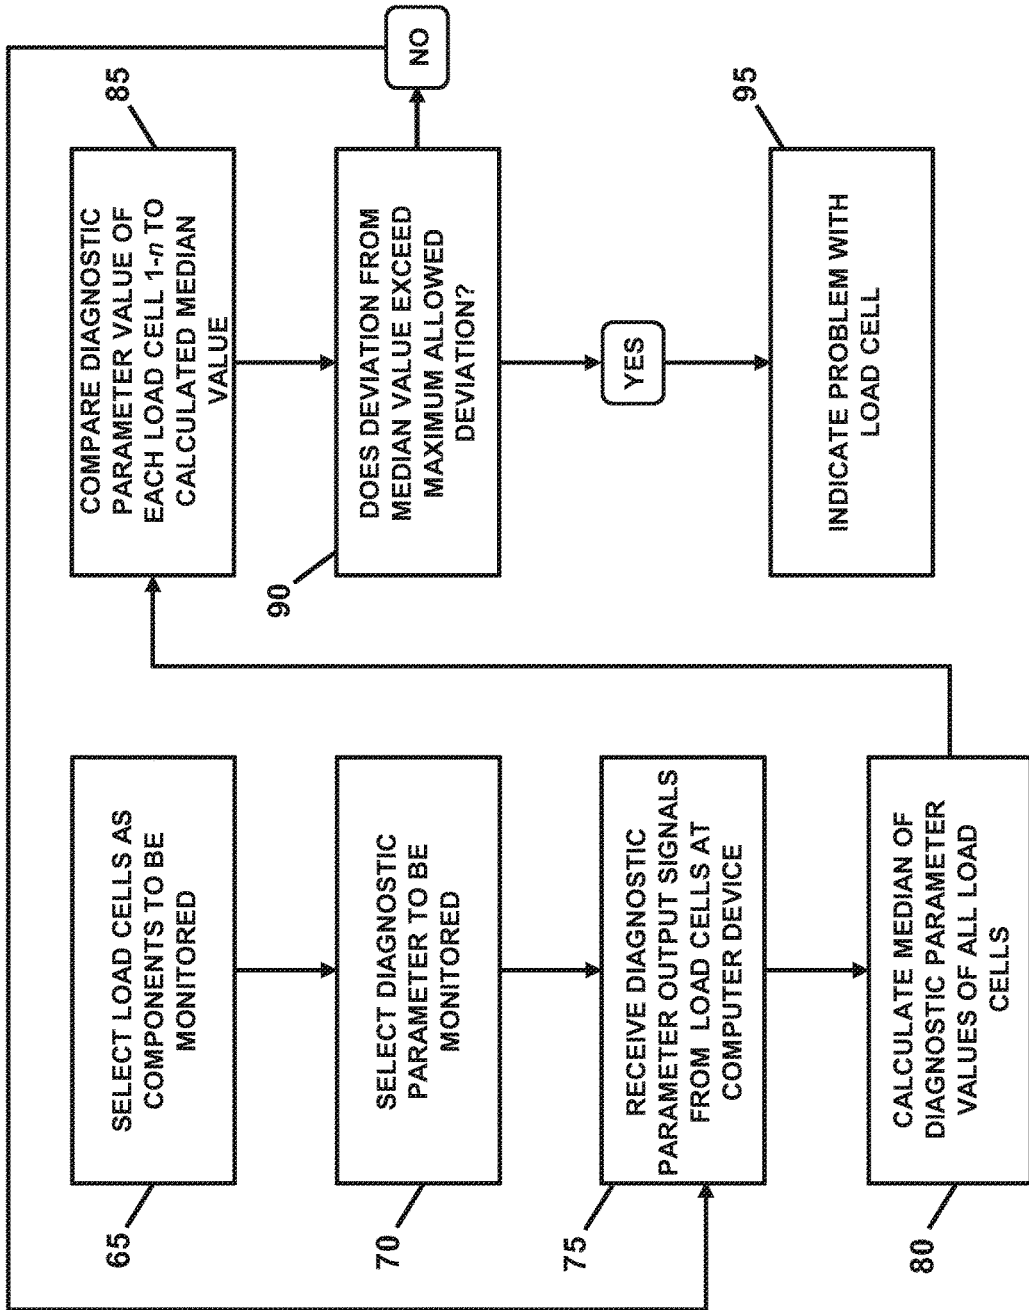 65
SELECT LOAD CELLS AS
COMPONENTS TO BE
MONITORED
70
SELECT DIAGNOSTIC
PARAMETER TO BE
MONITORED
75
RECEIVE DIAGNOSTIC
PARAMETER OUTPUT SIGNALS
FROM LOAD CELLS AT
COMPUTER DEVICE
80
CALCULATE MEDIAN OF
DIAGNOSTIC PARAMETER
VALUES OF ALL LOAD
CELLS
85
COMPARE DIAGNOSTIC
PARAMETER VALUE OF
EACH LOAD CELL 1-n TO
CALCULATED MEDIAN
VALUE
90
DOES DEVIATION FROM
MEDIAN VALUE EXCEED
MAXIMUM ALLOWED
DEVIATION?
NO
YES
95
INDICATE PROBLEM WITH
LOAD CELL